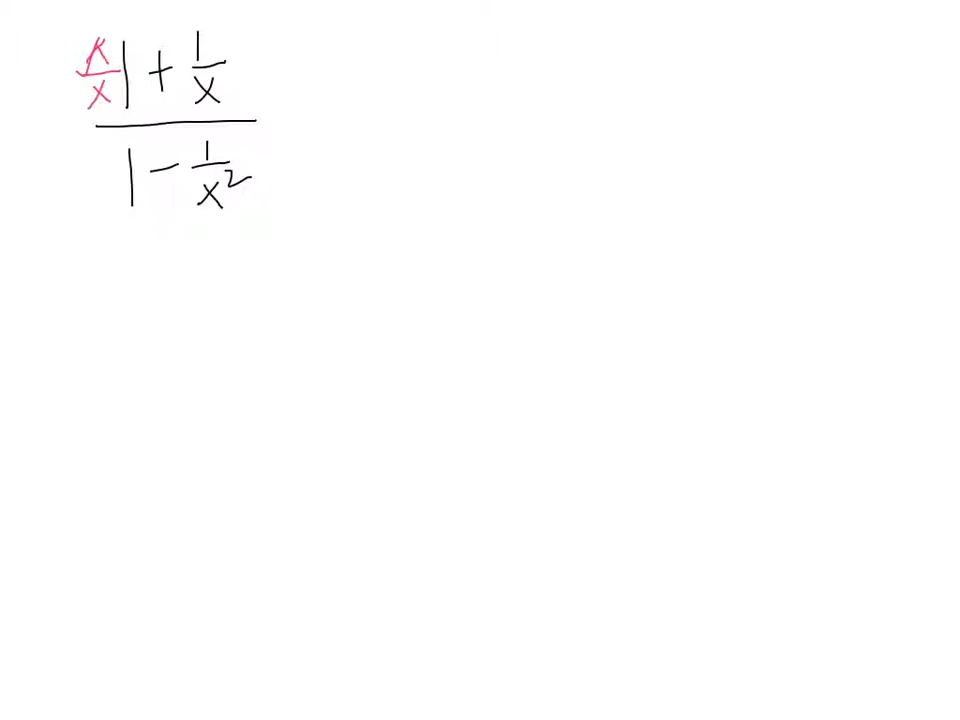 x/x 1 + 1/x
1 - 1/x²